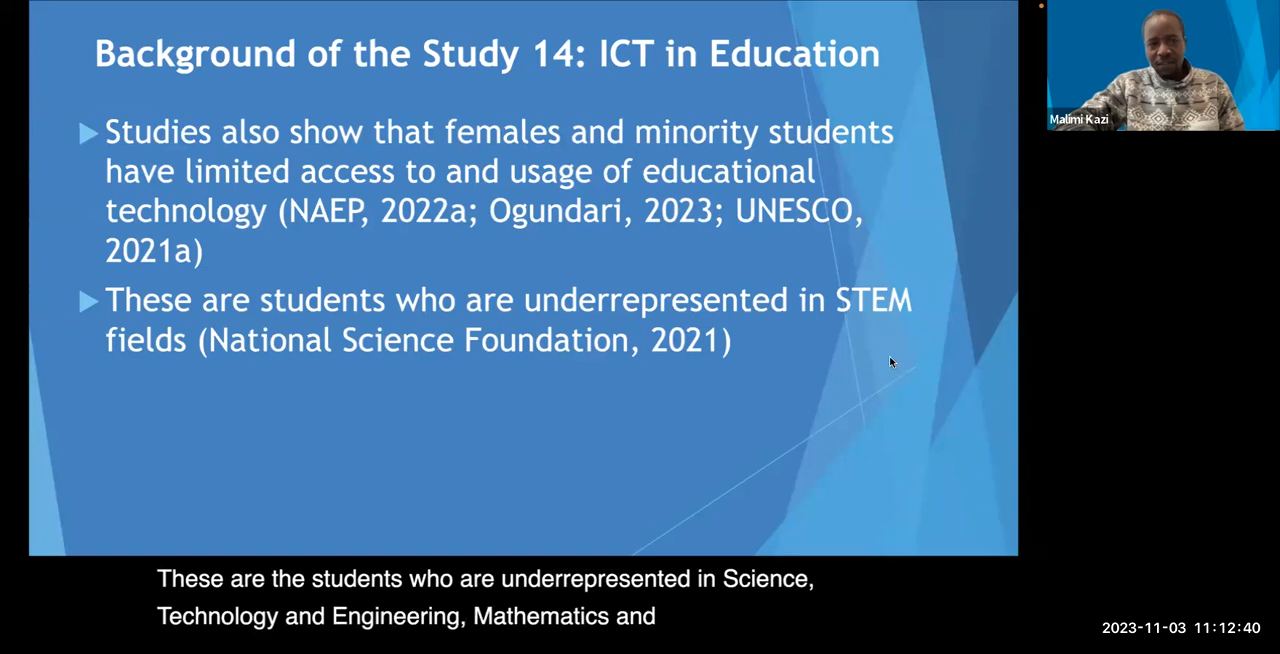 Background of the Study 14: ICT in Education
Studies also show that females and minority students
have limited access to and usage of educational
technology (NAEP, 2022a; Ogundari, 2023; UNESCO,
2021a)
These are students who are underrepresented in STEM
fields (National Science Foundation, 2021)
Malimi Kazi
These are the students who are underrepresented in Science,
Technology and Engineering, Mathematics and
2023-11-03 11:12:40